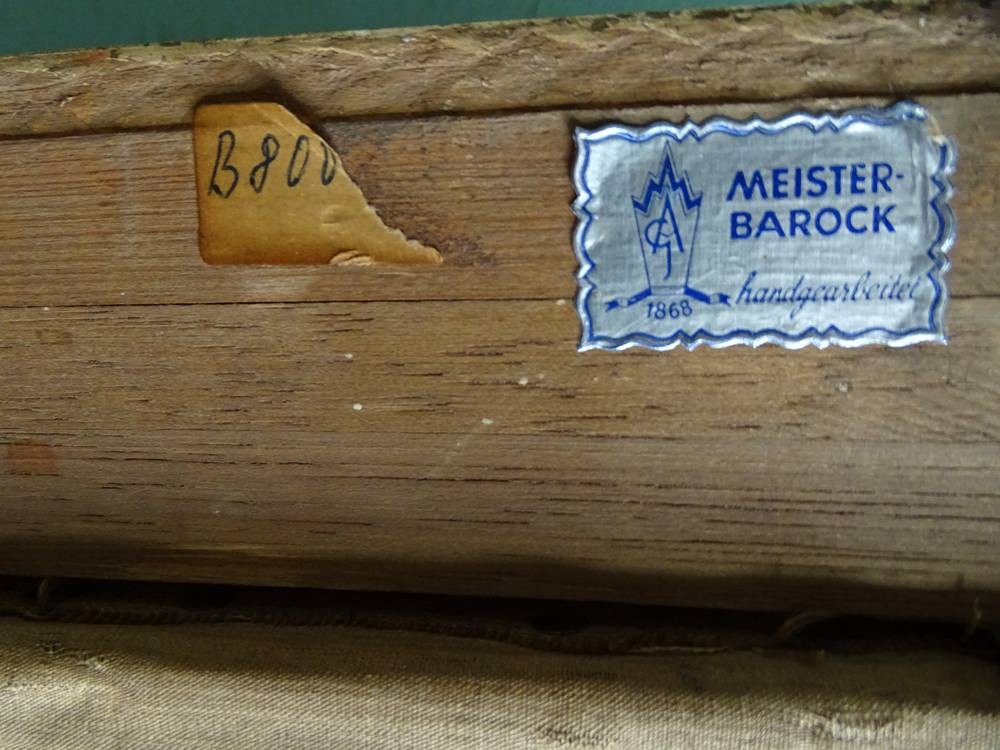 B800
MEISTER-
BAROCK
handgearbeitet
1868